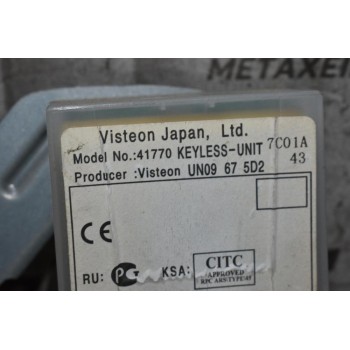 METAXEI
Visteon Japan, Ltd.
Model No.:41770 KEYLESS-UNIT 7C01A
Producer :Visteon UN09 67 5D2 43
CE
RU: KSA: CITC
APPROVED